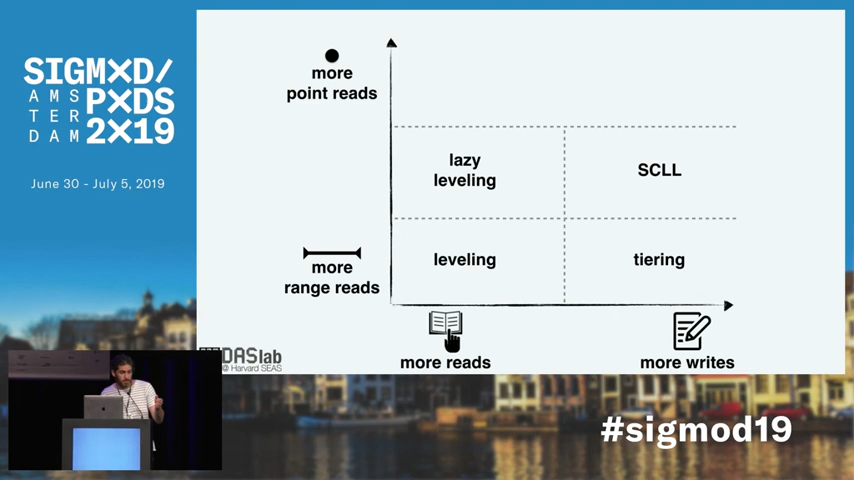 SIGMXD/
AMS PXDS
TER 2X19
DAM
June 30 - July 5, 2019
more
point reads
lazy
leveling
SCLL
more
range reads
leveling
tiering
more reads
more writes
DASlab
@ Harvard SEAS
#sigmod19